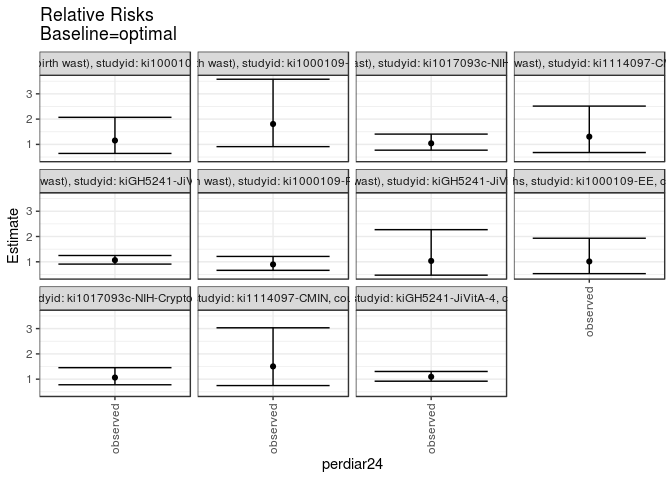 Relative Risks
Baseline=optimal
birth wast), studyid: ki100010
wast), studyid: ki1000109-
ast), studyid: ki1017093c-NIH
wast), studyid: ki1114097-CM
3
2
1
wast), studyid: kiGH5241-JiV
wast), studyid: ki1000109-
wast), studyid: kiGH5241-JiV
hs, studyid: ki1000109-EE, c
3
2
1
dyid: ki1017093c-NIH-Crypto
studyid: ki1114097-CMIN, cou
studyid: kiGH5241-JiVitA-4, c
3
2
1
Estimate
observed
observed
observed
observed
perdiar24